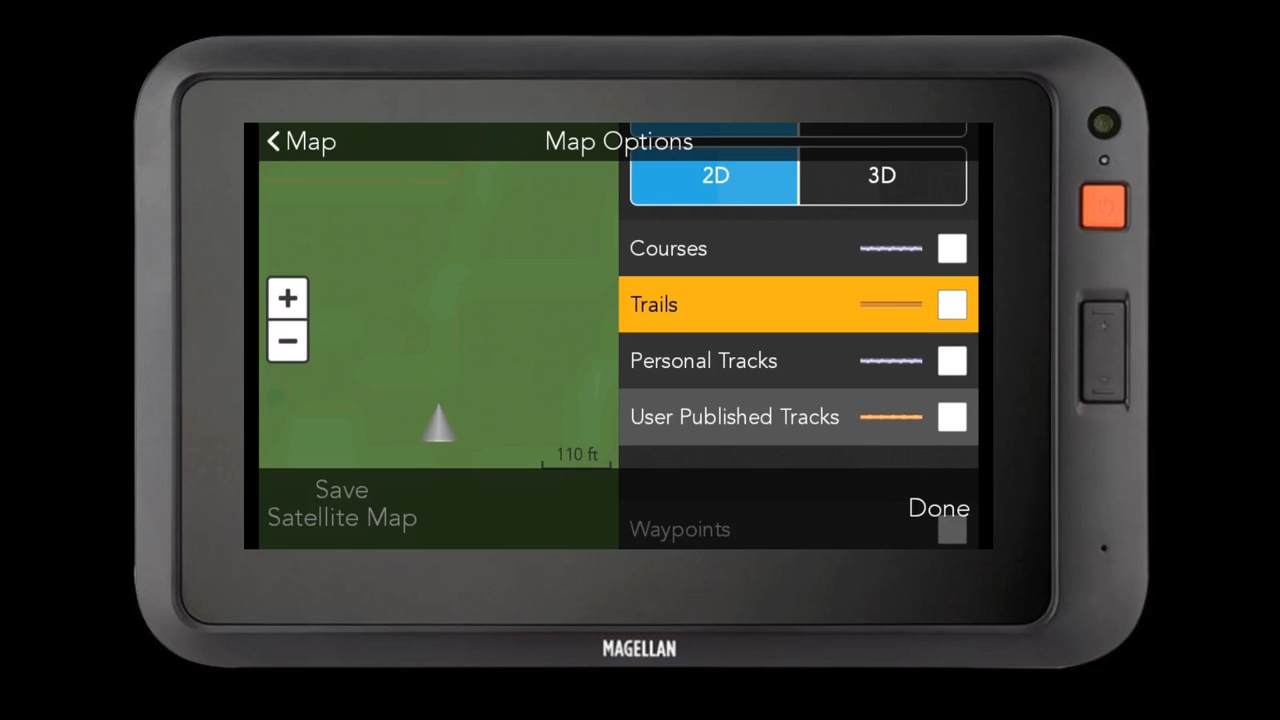 Map
Map Options
2D
3D
Courses
+
Trails
−
Personal Tracks
User Published Tracks
110 ft
Save
Satellite Map
Done
Waypoints
MAGELLAN